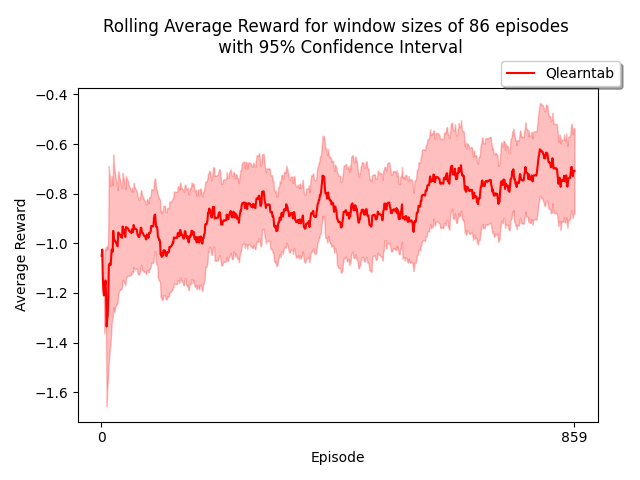 Rolling Average Reward for window sizes of 86 episodes
with 95% Confidence Interval
Qlearntab
−0.4
−0.6
−0.8
−1.0
−1.2
−1.4
−1.6
Average Reward
0
859
Episode